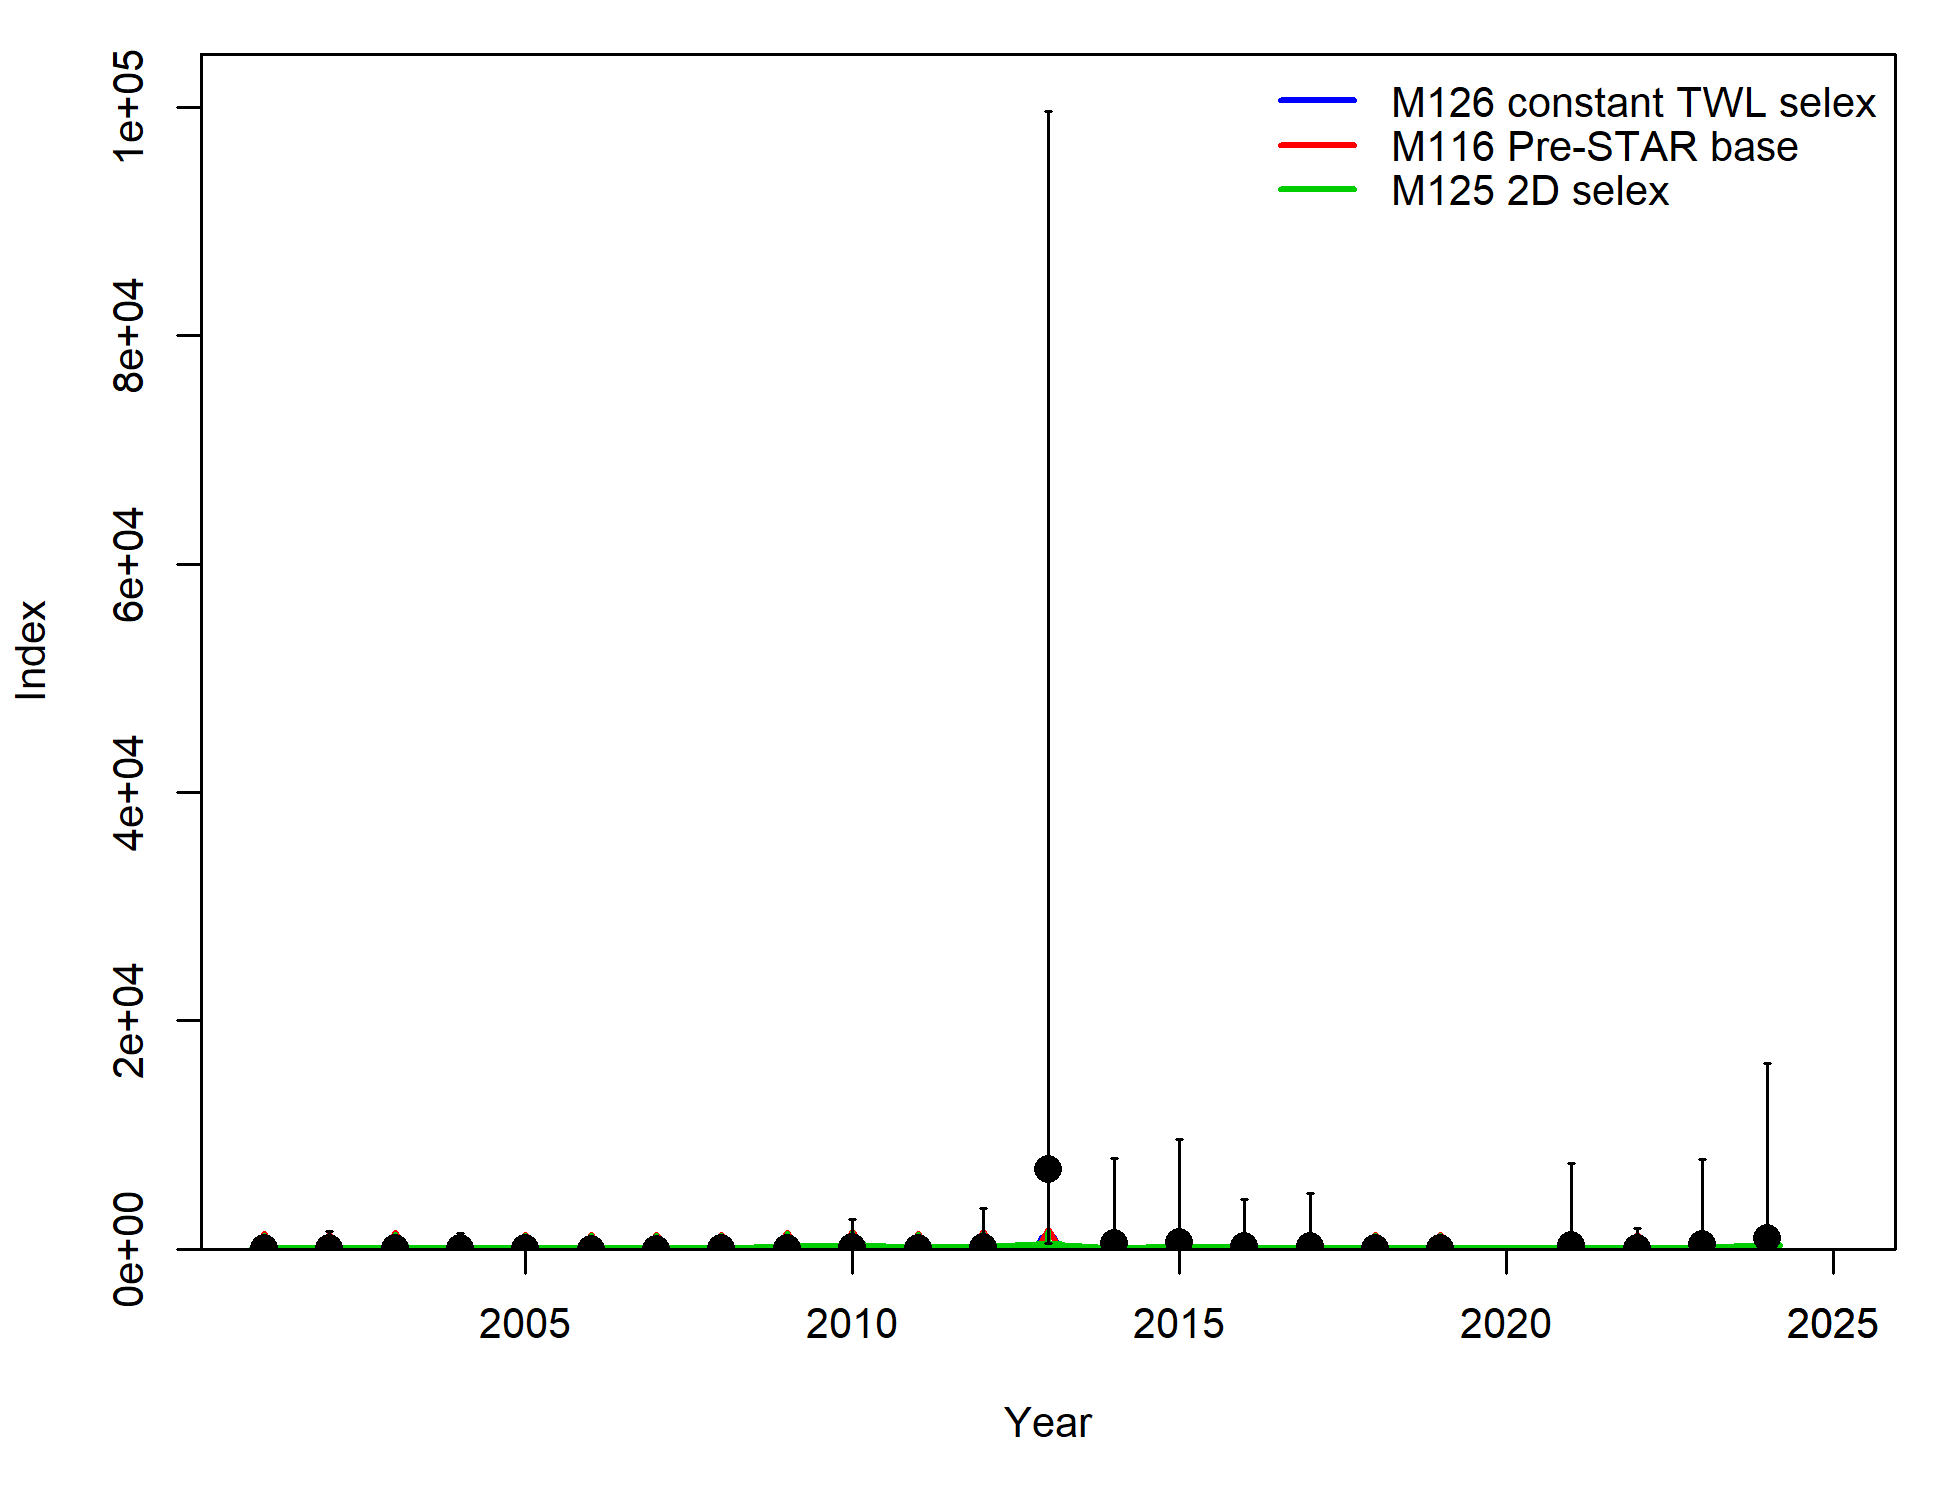 M126 constant TWL selex
M116 Pre-STAR base
M125 2D selex
1e+05
8e+04
6e+04
4e+04
2e+04
0e+00
Index
2005
2010
2015
2020
2025
Year